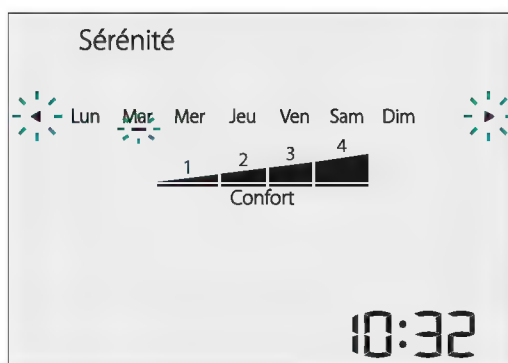 Sérénité
Lun Mar Mer Jeu Ven Sam Dim
1 2 3 4
Confort
10:32